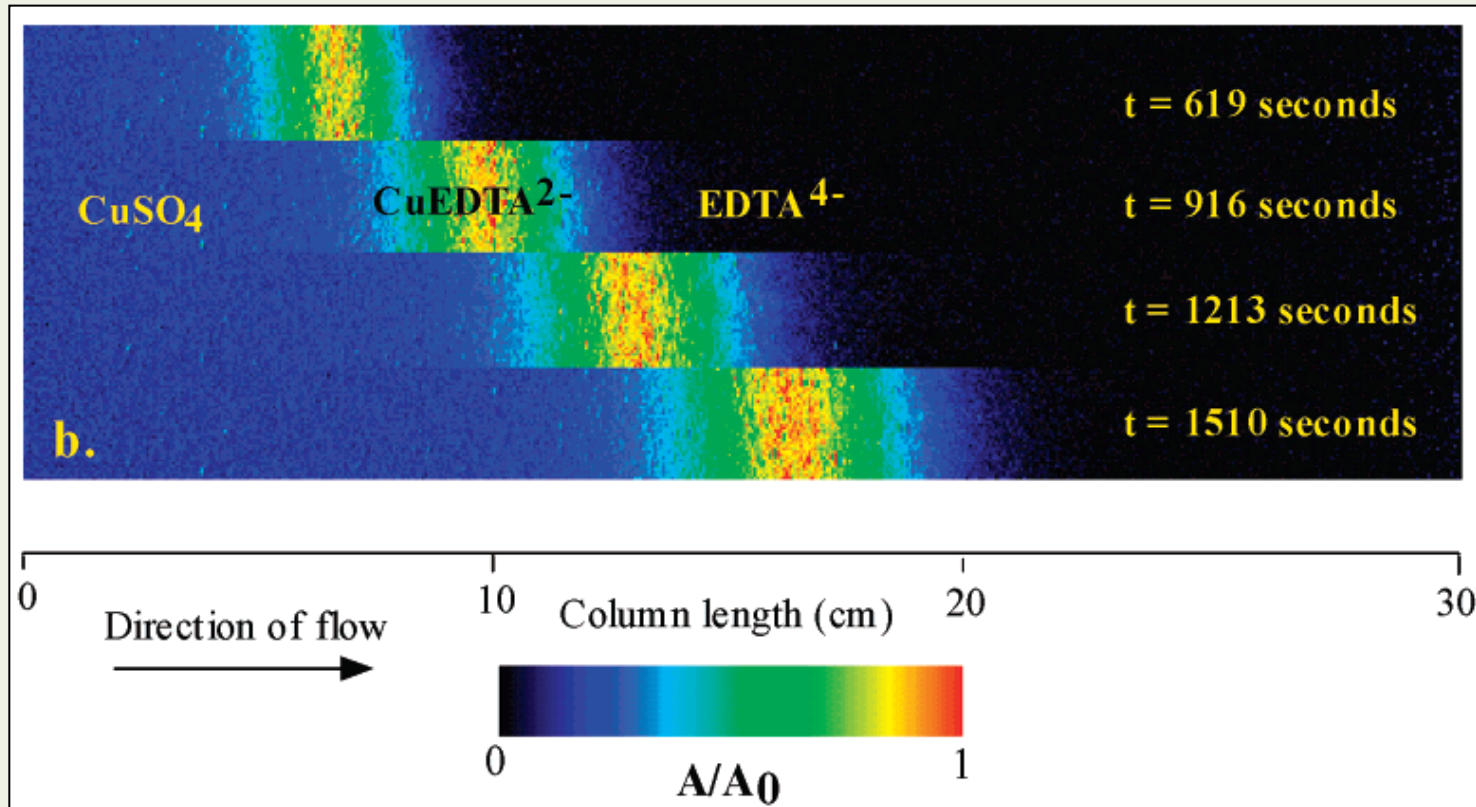 t = 619 seconds
CuSO4 CuEDTA2- EDTA4- t = 916 seconds
t = 1213 seconds
b. t = 1510 seconds
0 10 20 30
Direction of flow Column length (cm)
0 1
A/A0